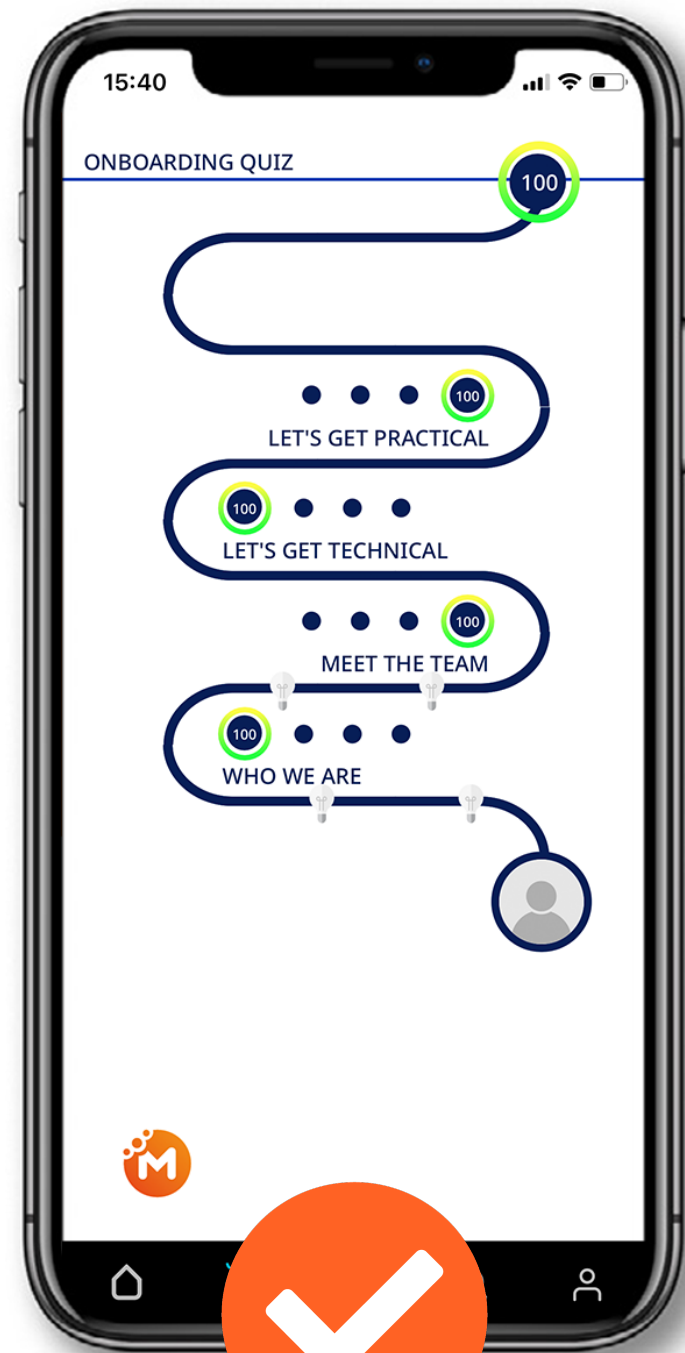 15:40
ONBOARDING QUIZ
100
100
LET'S GET PRACTICAL
100
LET'S GET TECHNICAL
100
MEET THE TEAM
100
WHO WE ARE
M